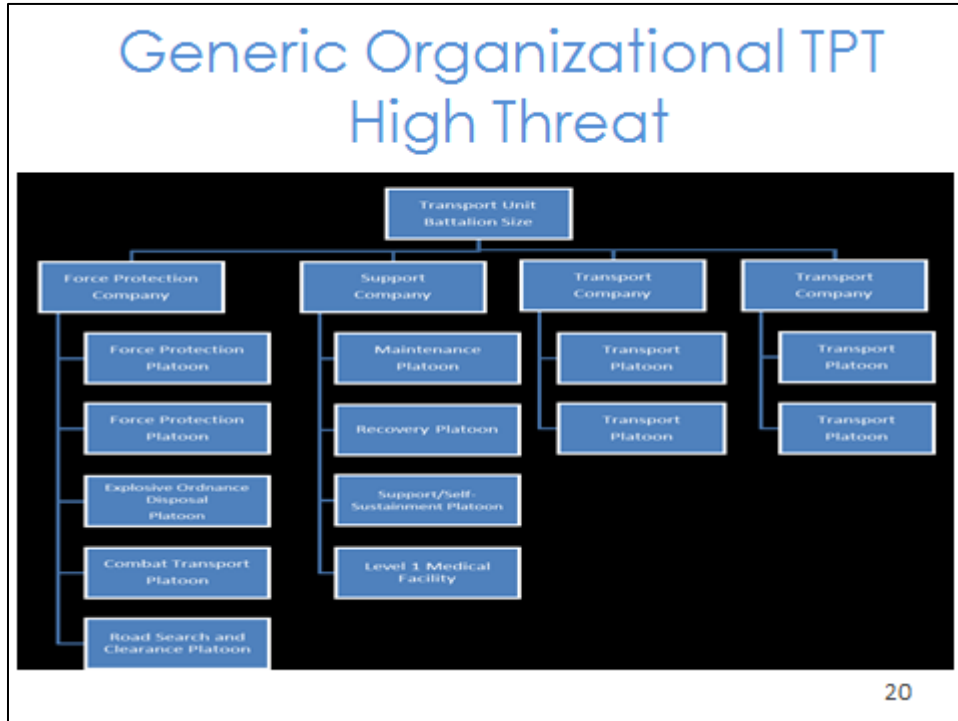 Generic Organizational TPT
High Threat
Transport Unit
Battalion Size
Force Protection
Company
Support
Company
Transport
Company
Transport
Company
Force Protection
Platoon
Force Protection
Platoon
Explosive Ordnance
Disposal
Platoon
Combat Transport
Platoon
Road Search and
Clearance Platoon
Maintenance
Platoon
Recovery Platoon
Support/Self-
Sustainment Platoon
Level 1 Medical
Facility
Transport
Platoon
Transport
Platoon
Transport
Platoon
Transport
Platoon
20